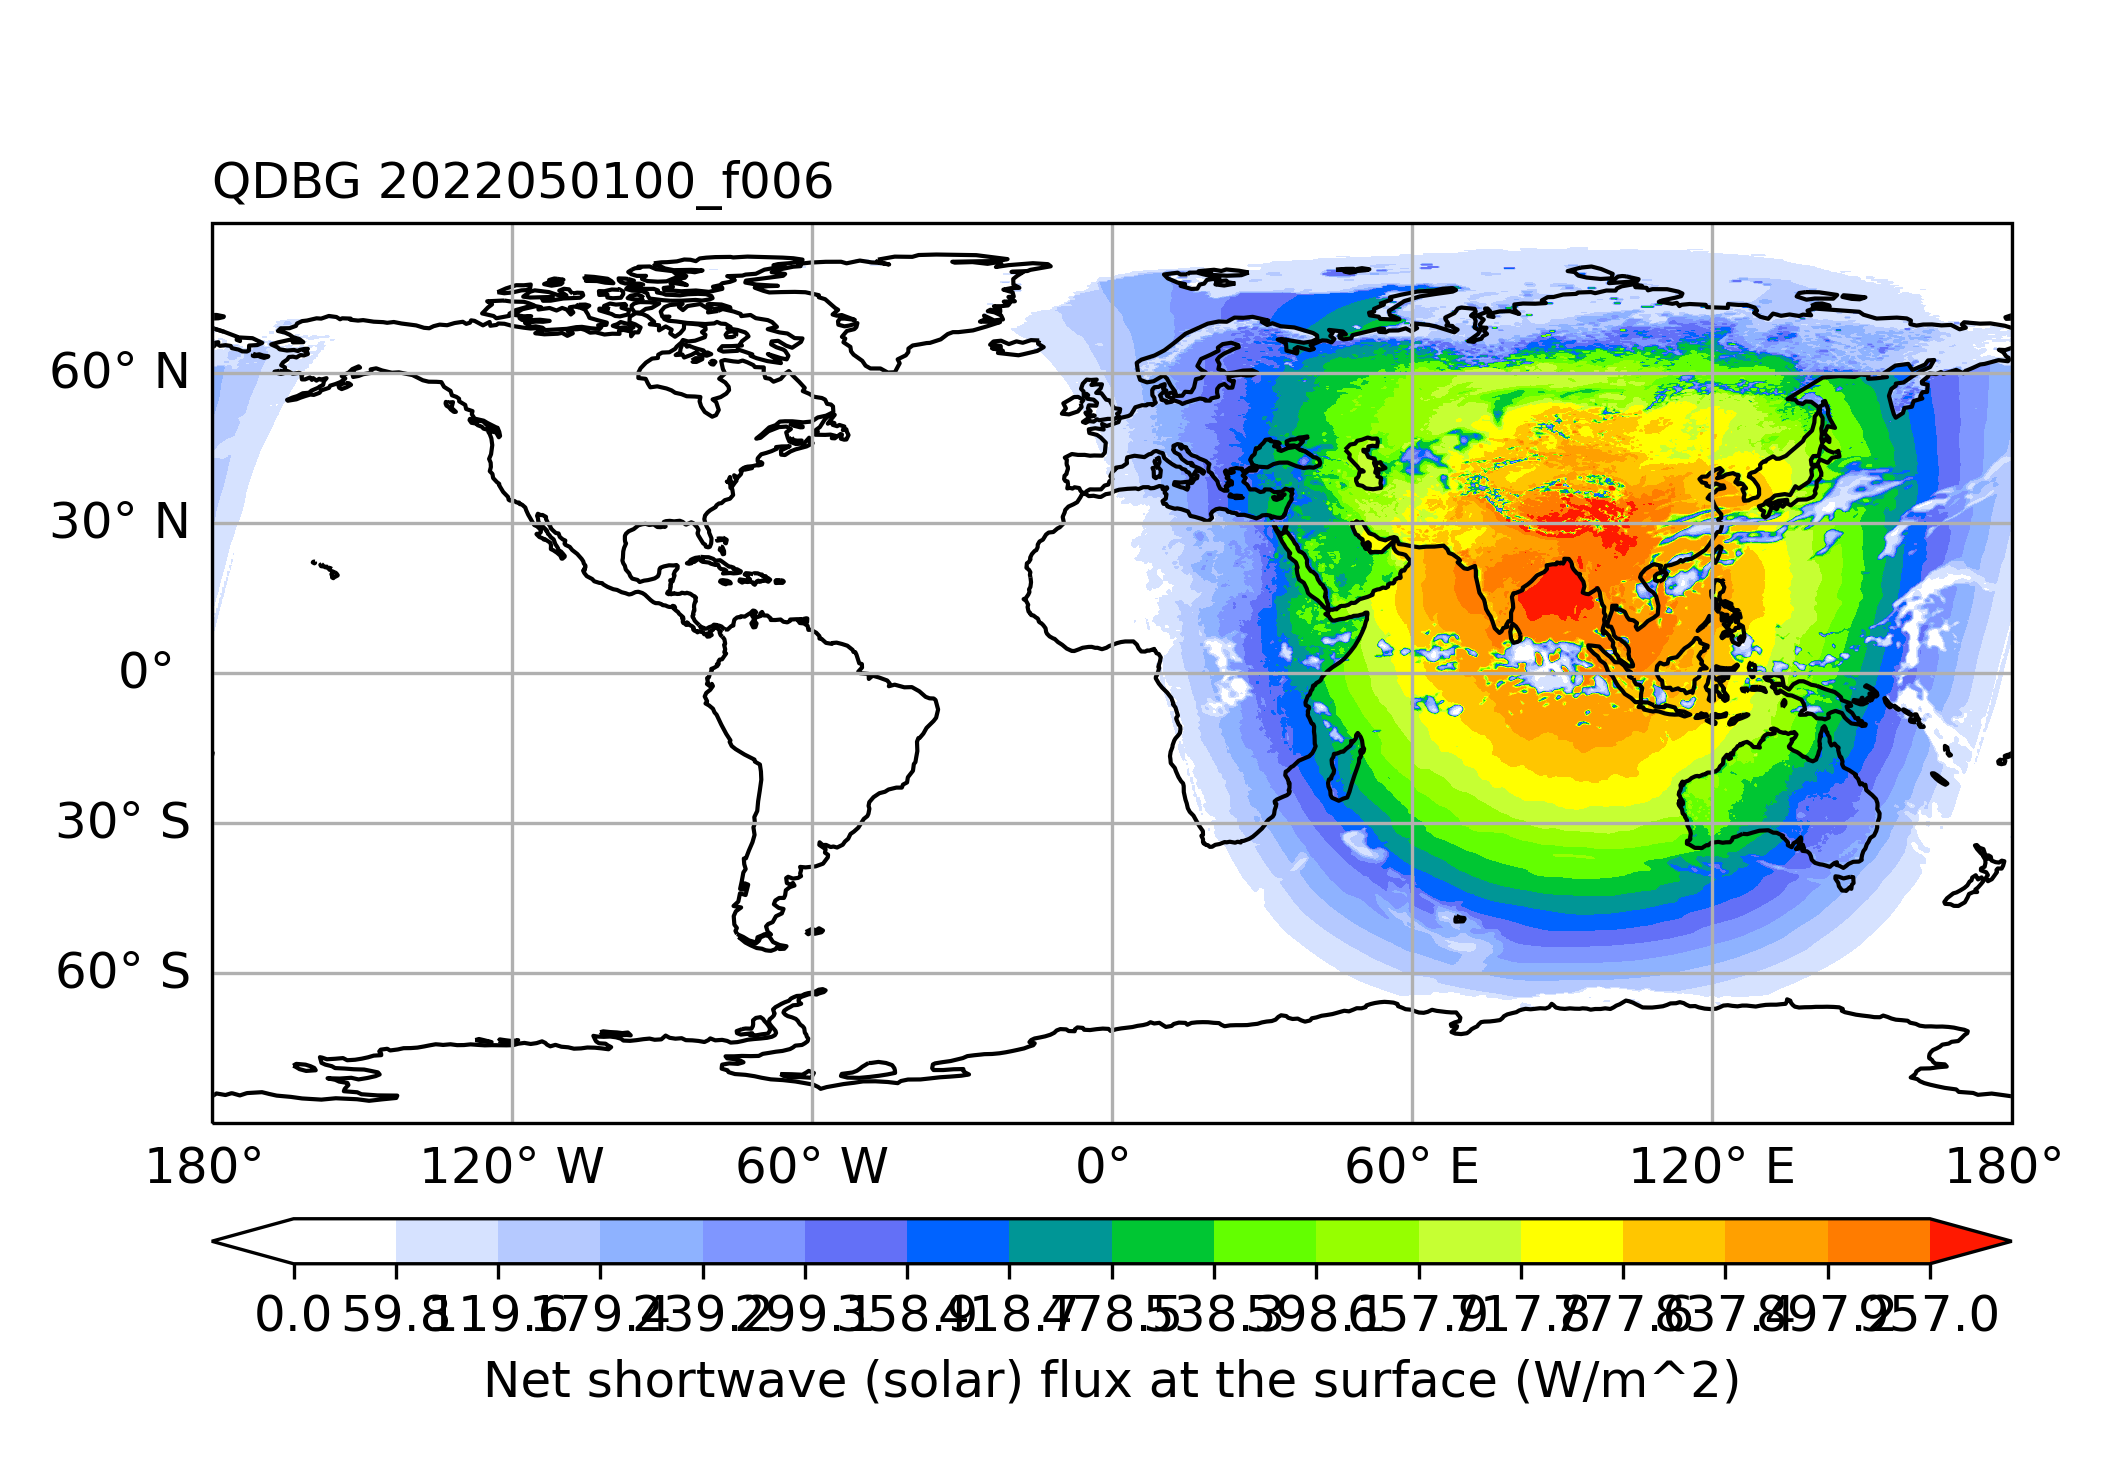 QDBG 2022050100_f006
60° N
30° N
0°
30° S
60° S
180° 120° W 60° W 0° 60° E 120° E 180°
0.0 59.8 119.6 179.4 239.2 299.1 358.9 418.7 478.5 538.3 598.1 657.9 717.8 777.6 837.4 897.2 957.0
Net shortwave (solar) flux at the surface (W/m^2)